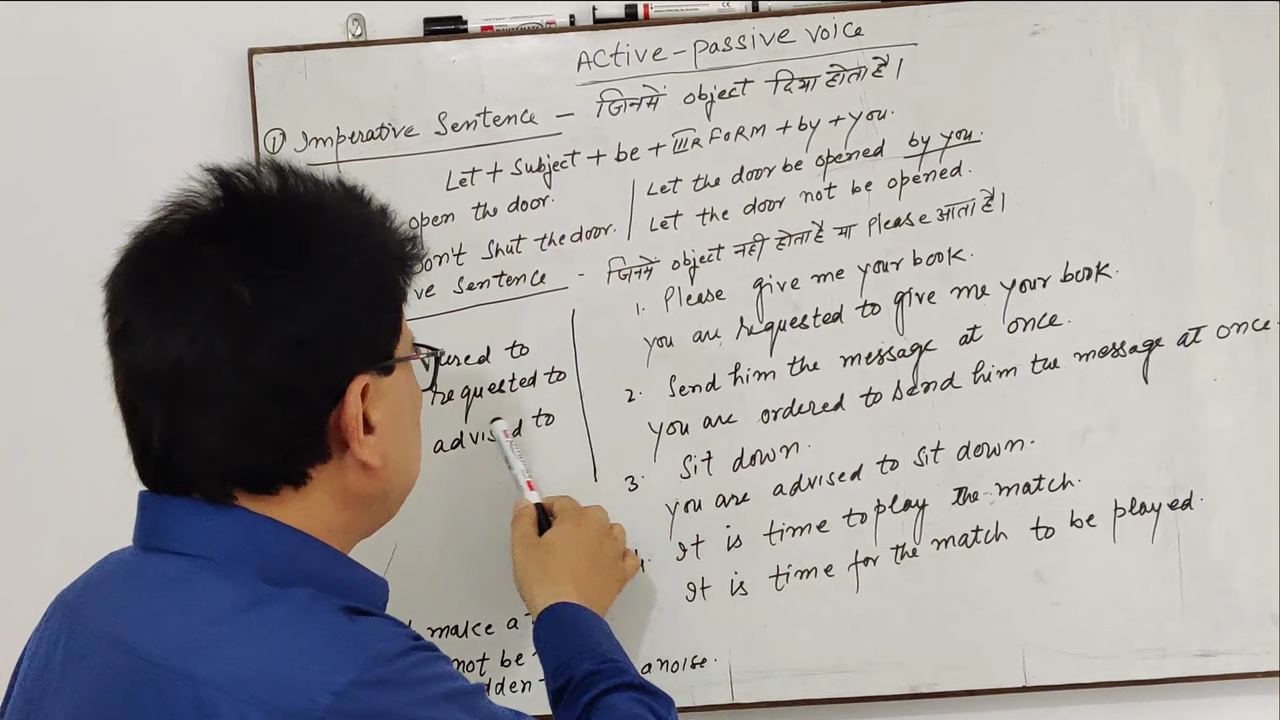 Active-passive voice
① Imperative Sentence - जिनमें object दिया होता है।
Let + Subject + be + IIIR FORM + by + you.
open the door. | Let the door be opened by you.
Don't shut the door. | Let the door not be opened.
ve Sentence - जिनमें object नही होता है या Please आता है।
1. Please give me your book.
you are requested to give me your book.
2. Send him the message at once.
you are ordered to send him the message at once
3. Sit down.
you are advised to sit down.
It is time to play the match.
It is time for the match to be played.
requested to
advised to
make a
not be
a noise.